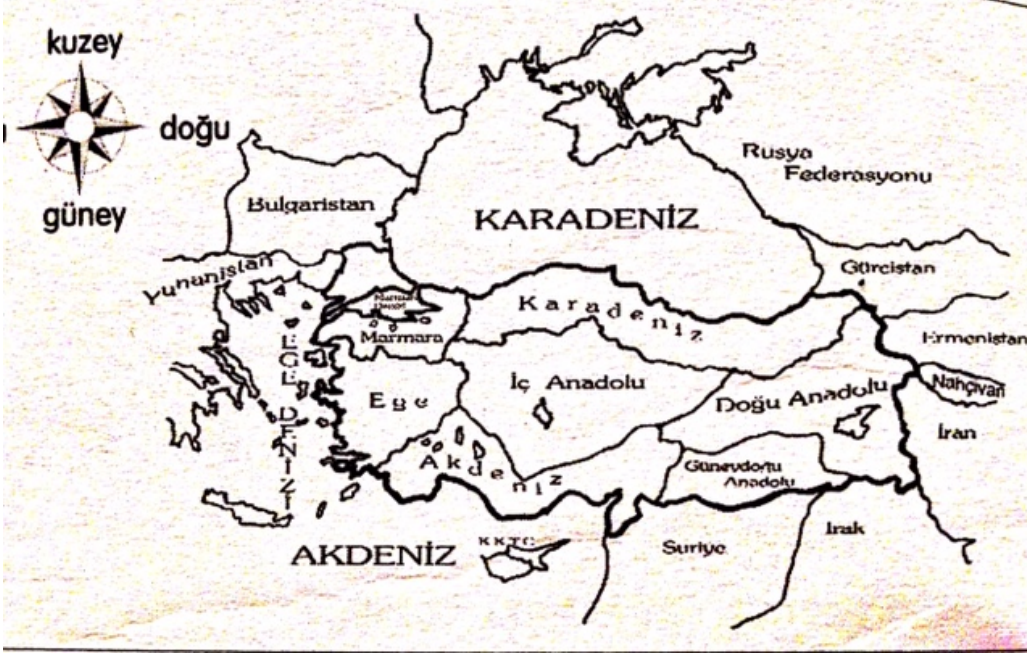 kuzey
doğu
güney
Bulgaristan
Rusya
Federasyonu
KARADENİZ
Yunanistan
Gürcistan
Karadeniz
Marmara
Ermenistan
EGE DENİZİ
İç Anadolu
Doğu Anadolu
Nahçıvan
Ege
İran
Akdeniz
Güneydoğu
Anadolu
AKDENİZ
KKTC
Suriye
Irak